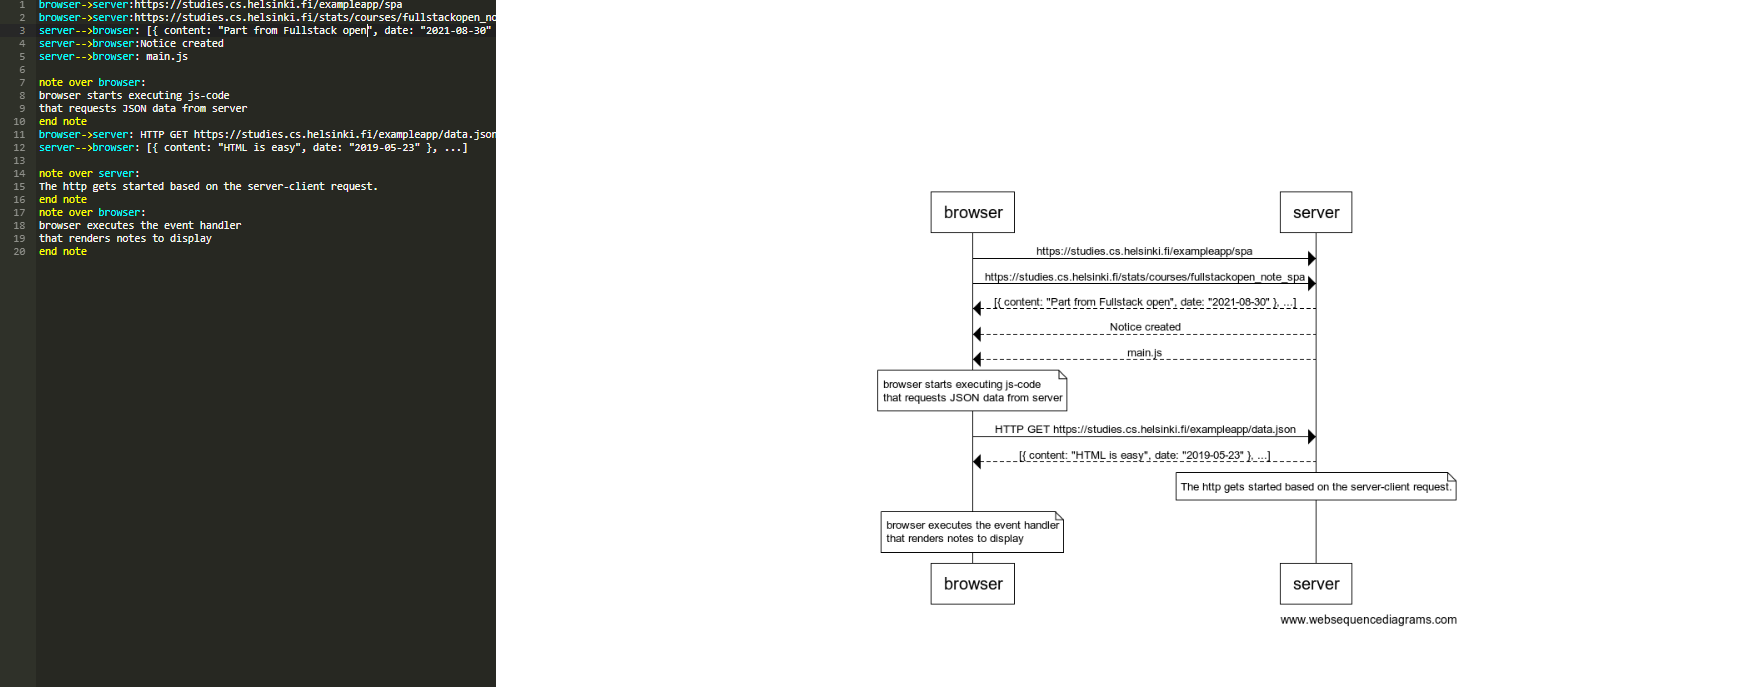 1 browser->server:https://studies.cs.helsinki.fi/exampleapp/spa
2 browser->server:https://studies.cs.helsinki.fi/stats/courses/fullstackopen_no
3 server-->browser: [{ content: "Part from Fullstack open", date: "2021-08-30"
4 server-->browser:Notice created
5 server-->browser: main.js
6
7 note over browser:
8 browser starts executing js-code
9 that requests JSON data from server
10 end note
11 browser->server: HTTP GET https://studies.cs.helsinki.fi/exampleapp/data.json
12 server-->browser: [{ content: "HTML is easy", date: "2019-05-23" }, ...]
13
14 note over server:
15 The http gets started based on the server-client request.
16 end note
17 note over browser:
18 browser executes the event handler
19 that renders notes to display
20 end note
browser
server
https://studies.cs.helsinki.fi/exampleapp/spa
https://studies.cs.helsinki.fi/stats/courses/fullstackopen_note_spa
[{ content: "Part from Fullstack open", date: "2021-08-30" }, ...]
Notice created
main.js
browser starts executing js-code
that requests JSON data from server
HTTP GET https://studies.cs.helsinki.fi/exampleapp/data.json
[{ content: "HTML is easy", date: "2019-05-23" }, ...]
The http gets started based on the server-client request.
browser executes the event handler
that renders notes to display
browser
server
www.websequencediagrams.com